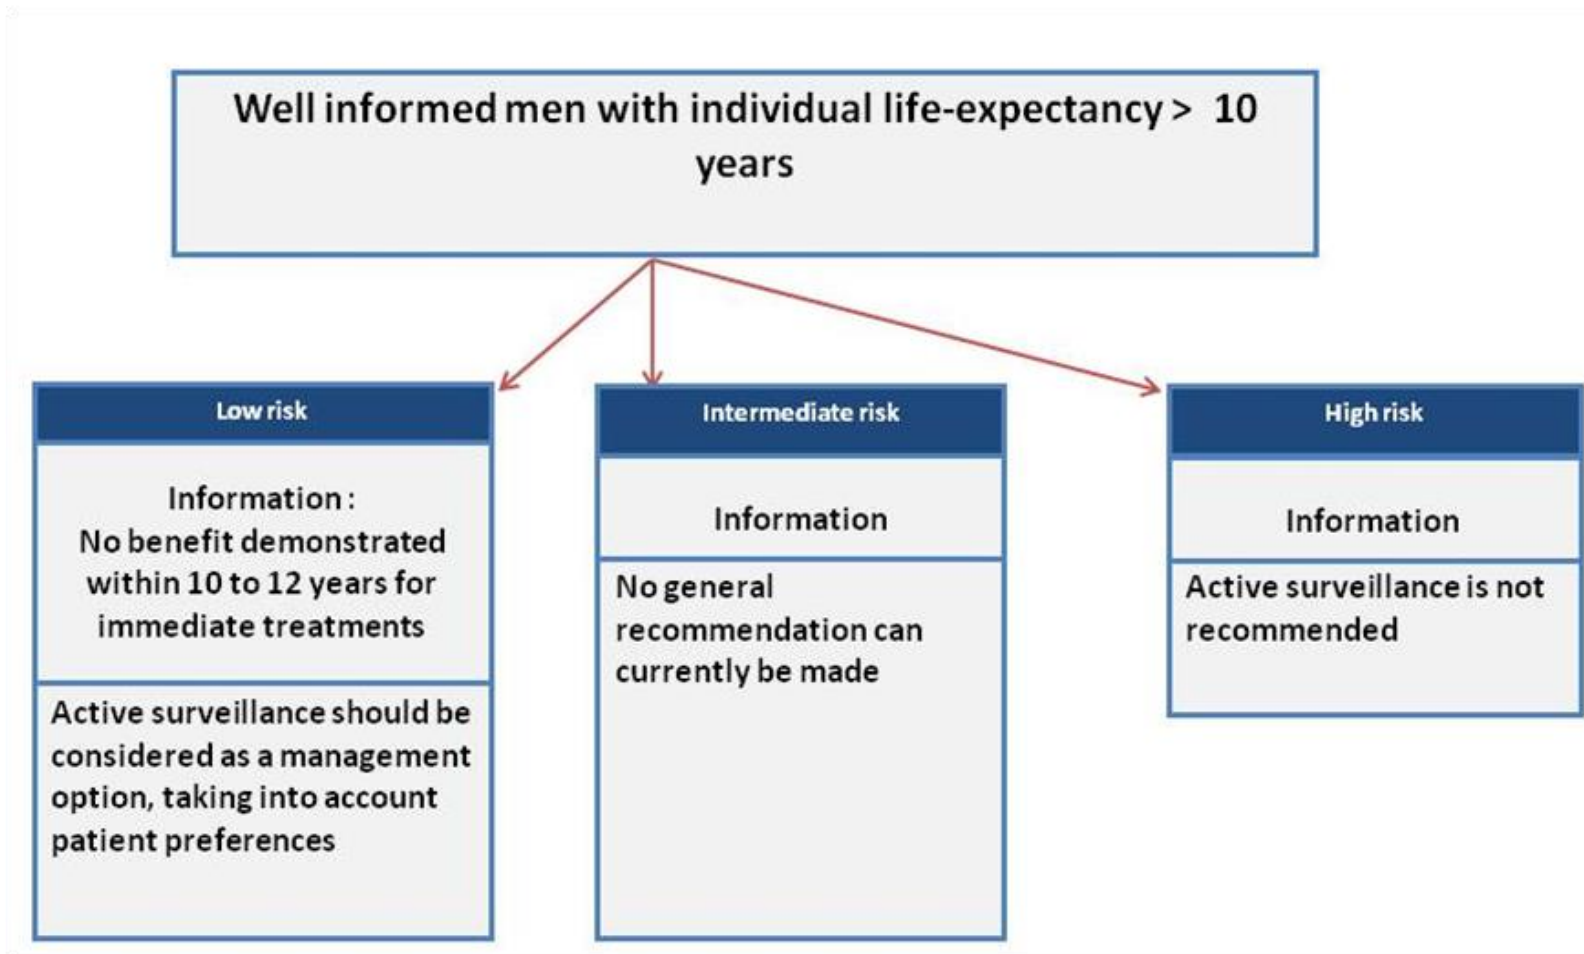 Well informed men with individual life-expectancy > 10
years
Low risk
Information :
No benefit demonstrated
within 10 to 12 years for
immediate treatments
Active surveillance should be
considered as a management
option, taking into account
patient preferences
Intermediate risk
Information
No general
recommendation can
currently be made
High risk
Information
Active surveillance is not
recommended